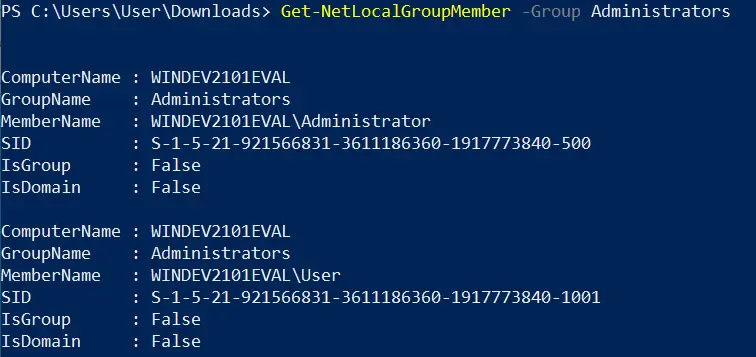 PS C:\Users\User\Downloads> Get-NetLocalGroupMember -Group Administrators
ComputerName : WINDEV2101EVAL
GroupName    : Administrators
MemberName   : WINDEV2101EVAL\Administrator
SID          : S-1-5-21-921566831-3611186360-1917773840-500
IsGroup      : False
IsDomain     : False
ComputerName : WINDEV2101EVAL
GroupName    : Administrators
MemberName   : WINDEV2101EVAL\User
SID          : S-1-5-21-921566831-3611186360-1917773840-1001
IsGroup      : False
IsDomain     : False